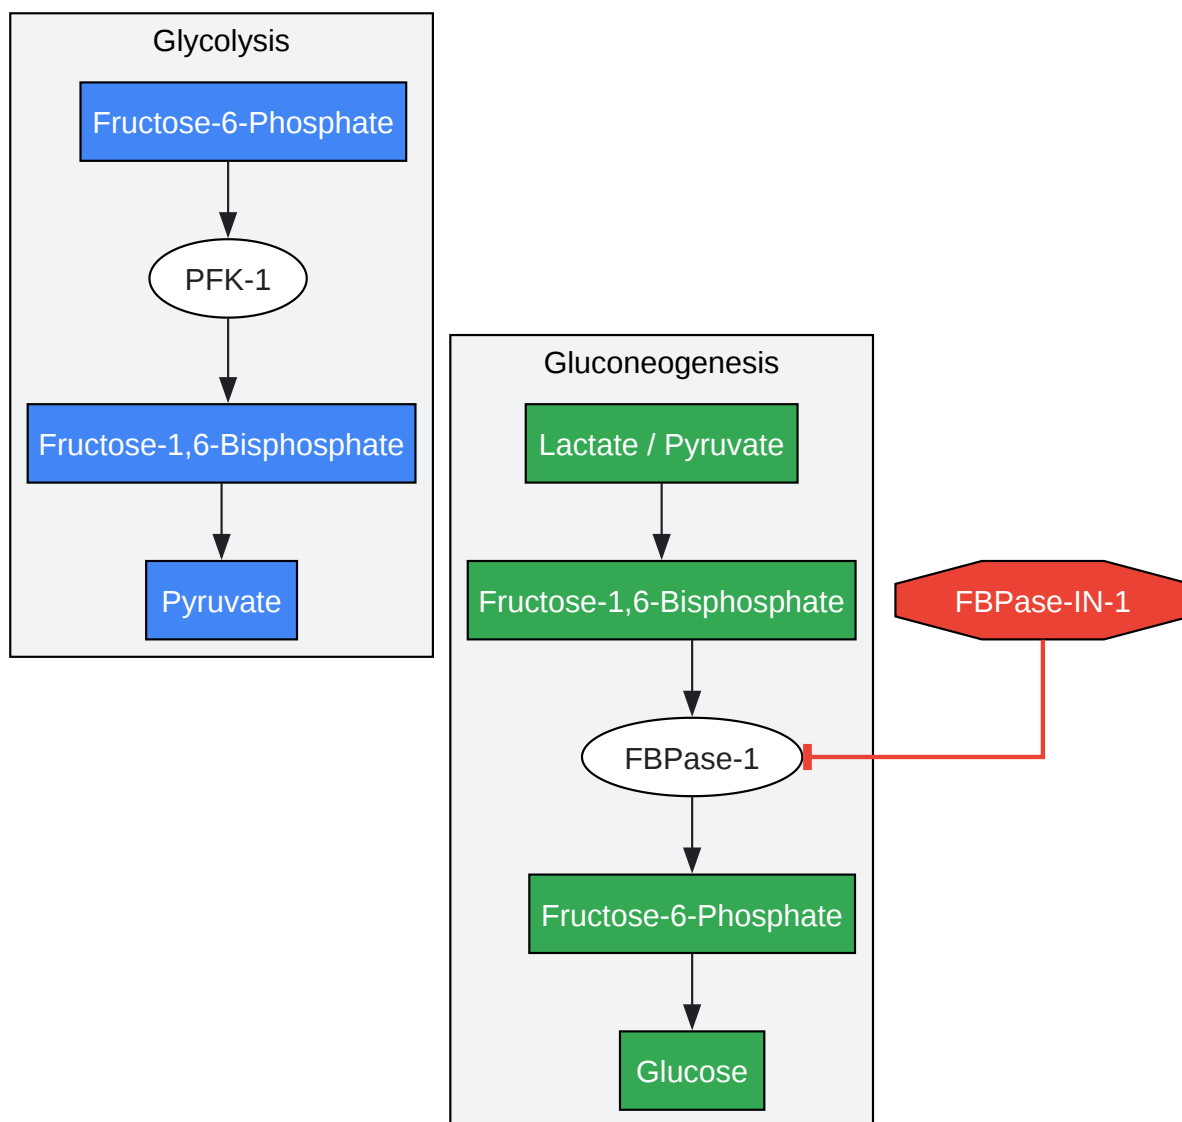 Glycolysis
Fructose-6-Phosphate
PFK-1
Fructose-1,6-Bisphosphate
Pyruvate
Gluconeogenesis
Lactate / Pyruvate
Fructose-1,6-Bisphosphate
FBPase-1
Fructose-6-Phosphate
Glucose
FBPase-IN-1